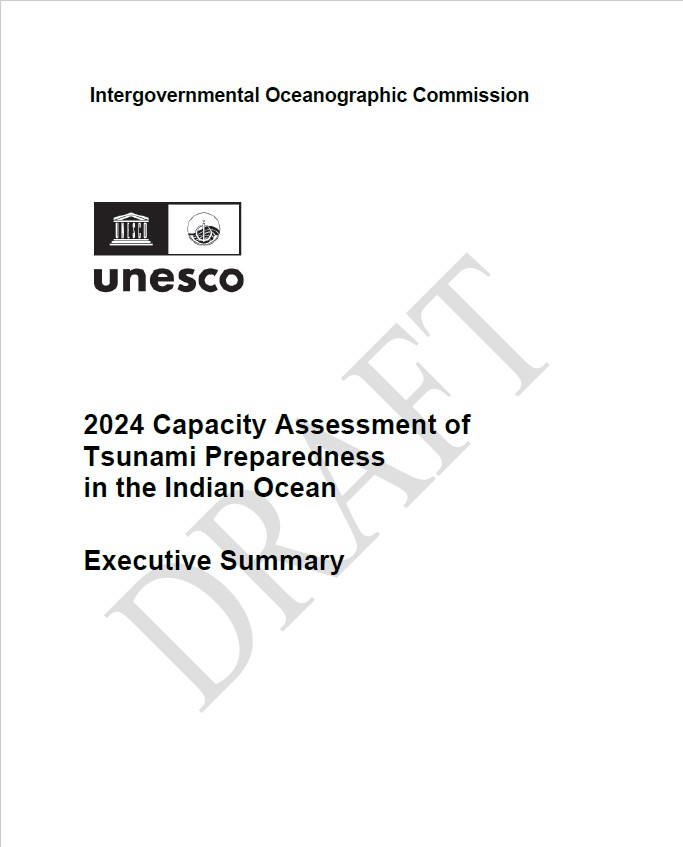 Intergovernmental Oceanographic Commission
unesco
2024 Capacity Assessment of
Tsunami Preparedness
in the Indian Ocean
Executive Summary
DRAFT